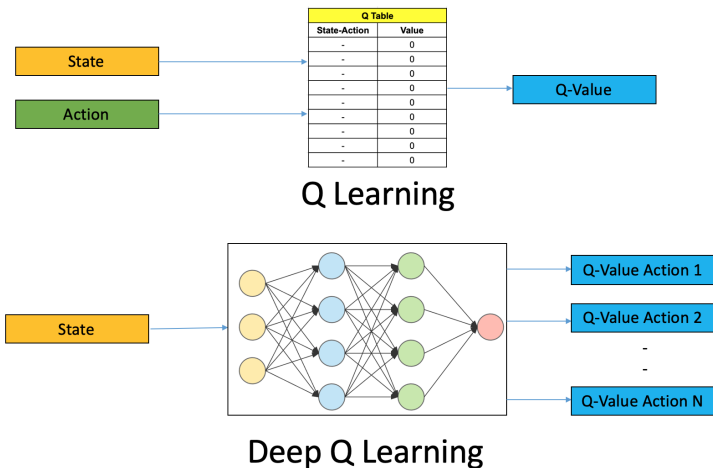 Q Table
State-Action Value
- 0
- 0
- 0
- 0
- 0
- 0
- 0
- 0
- 0
State
Action
Q-Value
Q Learning
State
Q-Value Action 1
Q-Value Action 2
-
-
Q-Value Action N
Deep Q Learning